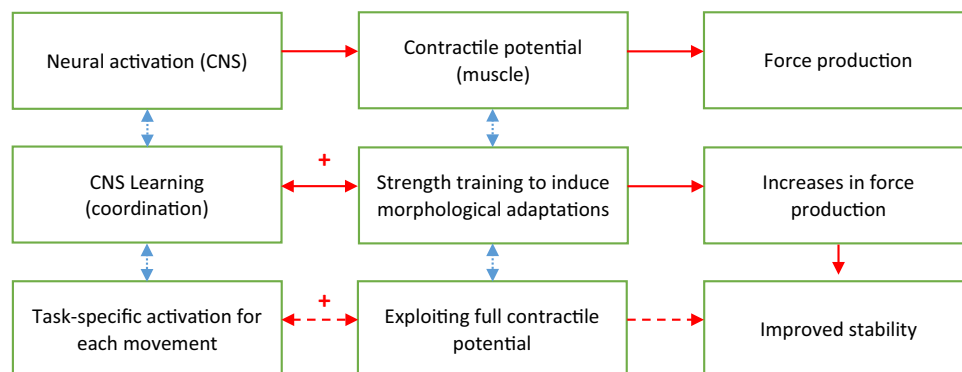 Neural activation (CNS)
Contractile potential
(muscle)
Force production
CNS Learning
(coordination)
+
Strength training to induce
morphological adaptations
Increases in force
production
Task-specific activation for
each movement
+
Exploiting full contractile
potential
Improved stability